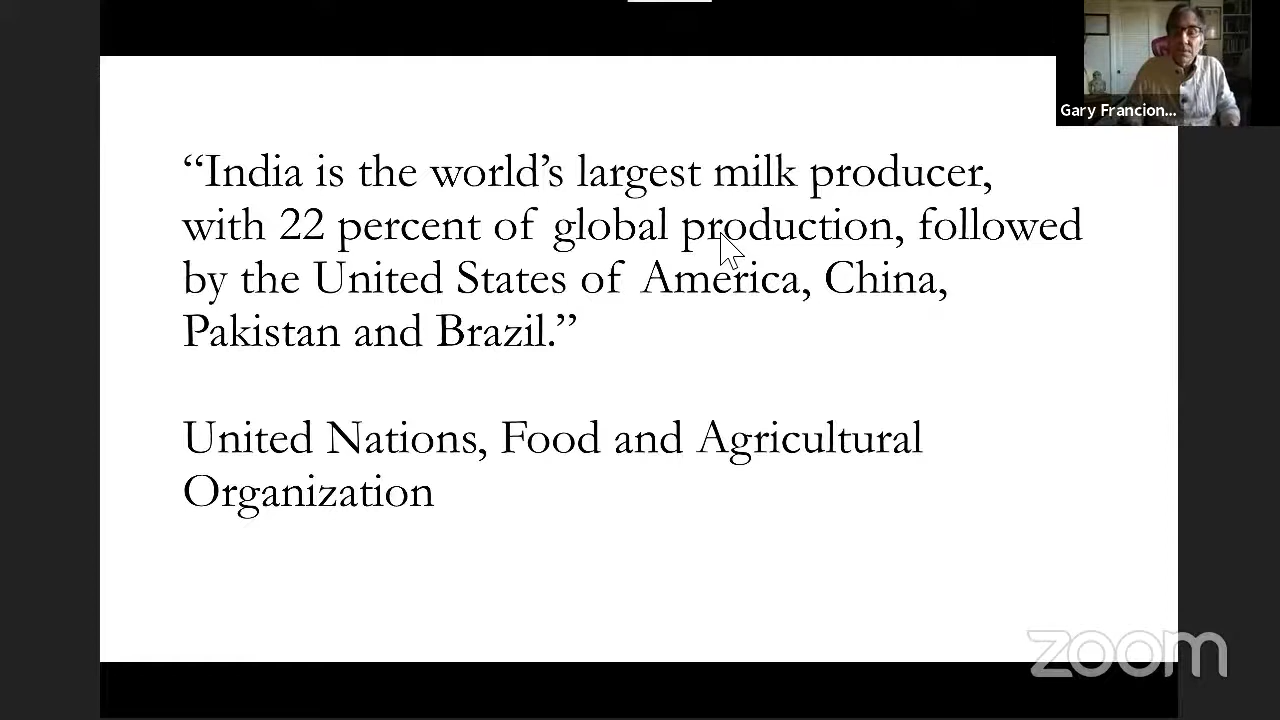 Gary Francion...
“India is the world’s largest milk producer,
with 22 percent of global production, followed
by the United States of America, China,
Pakistan and Brazil.”
United Nations, Food and Agricultural
Organization
zoom